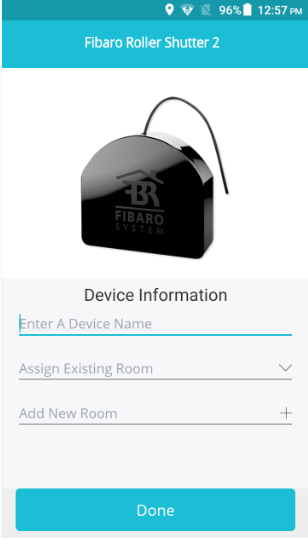 96% 12:57 PM
Fibaro Roller Shutter 2
FIBARO
SYSTEM
Device Information
Enter A Device Name
Assign Existing Room
Add New Room
Done